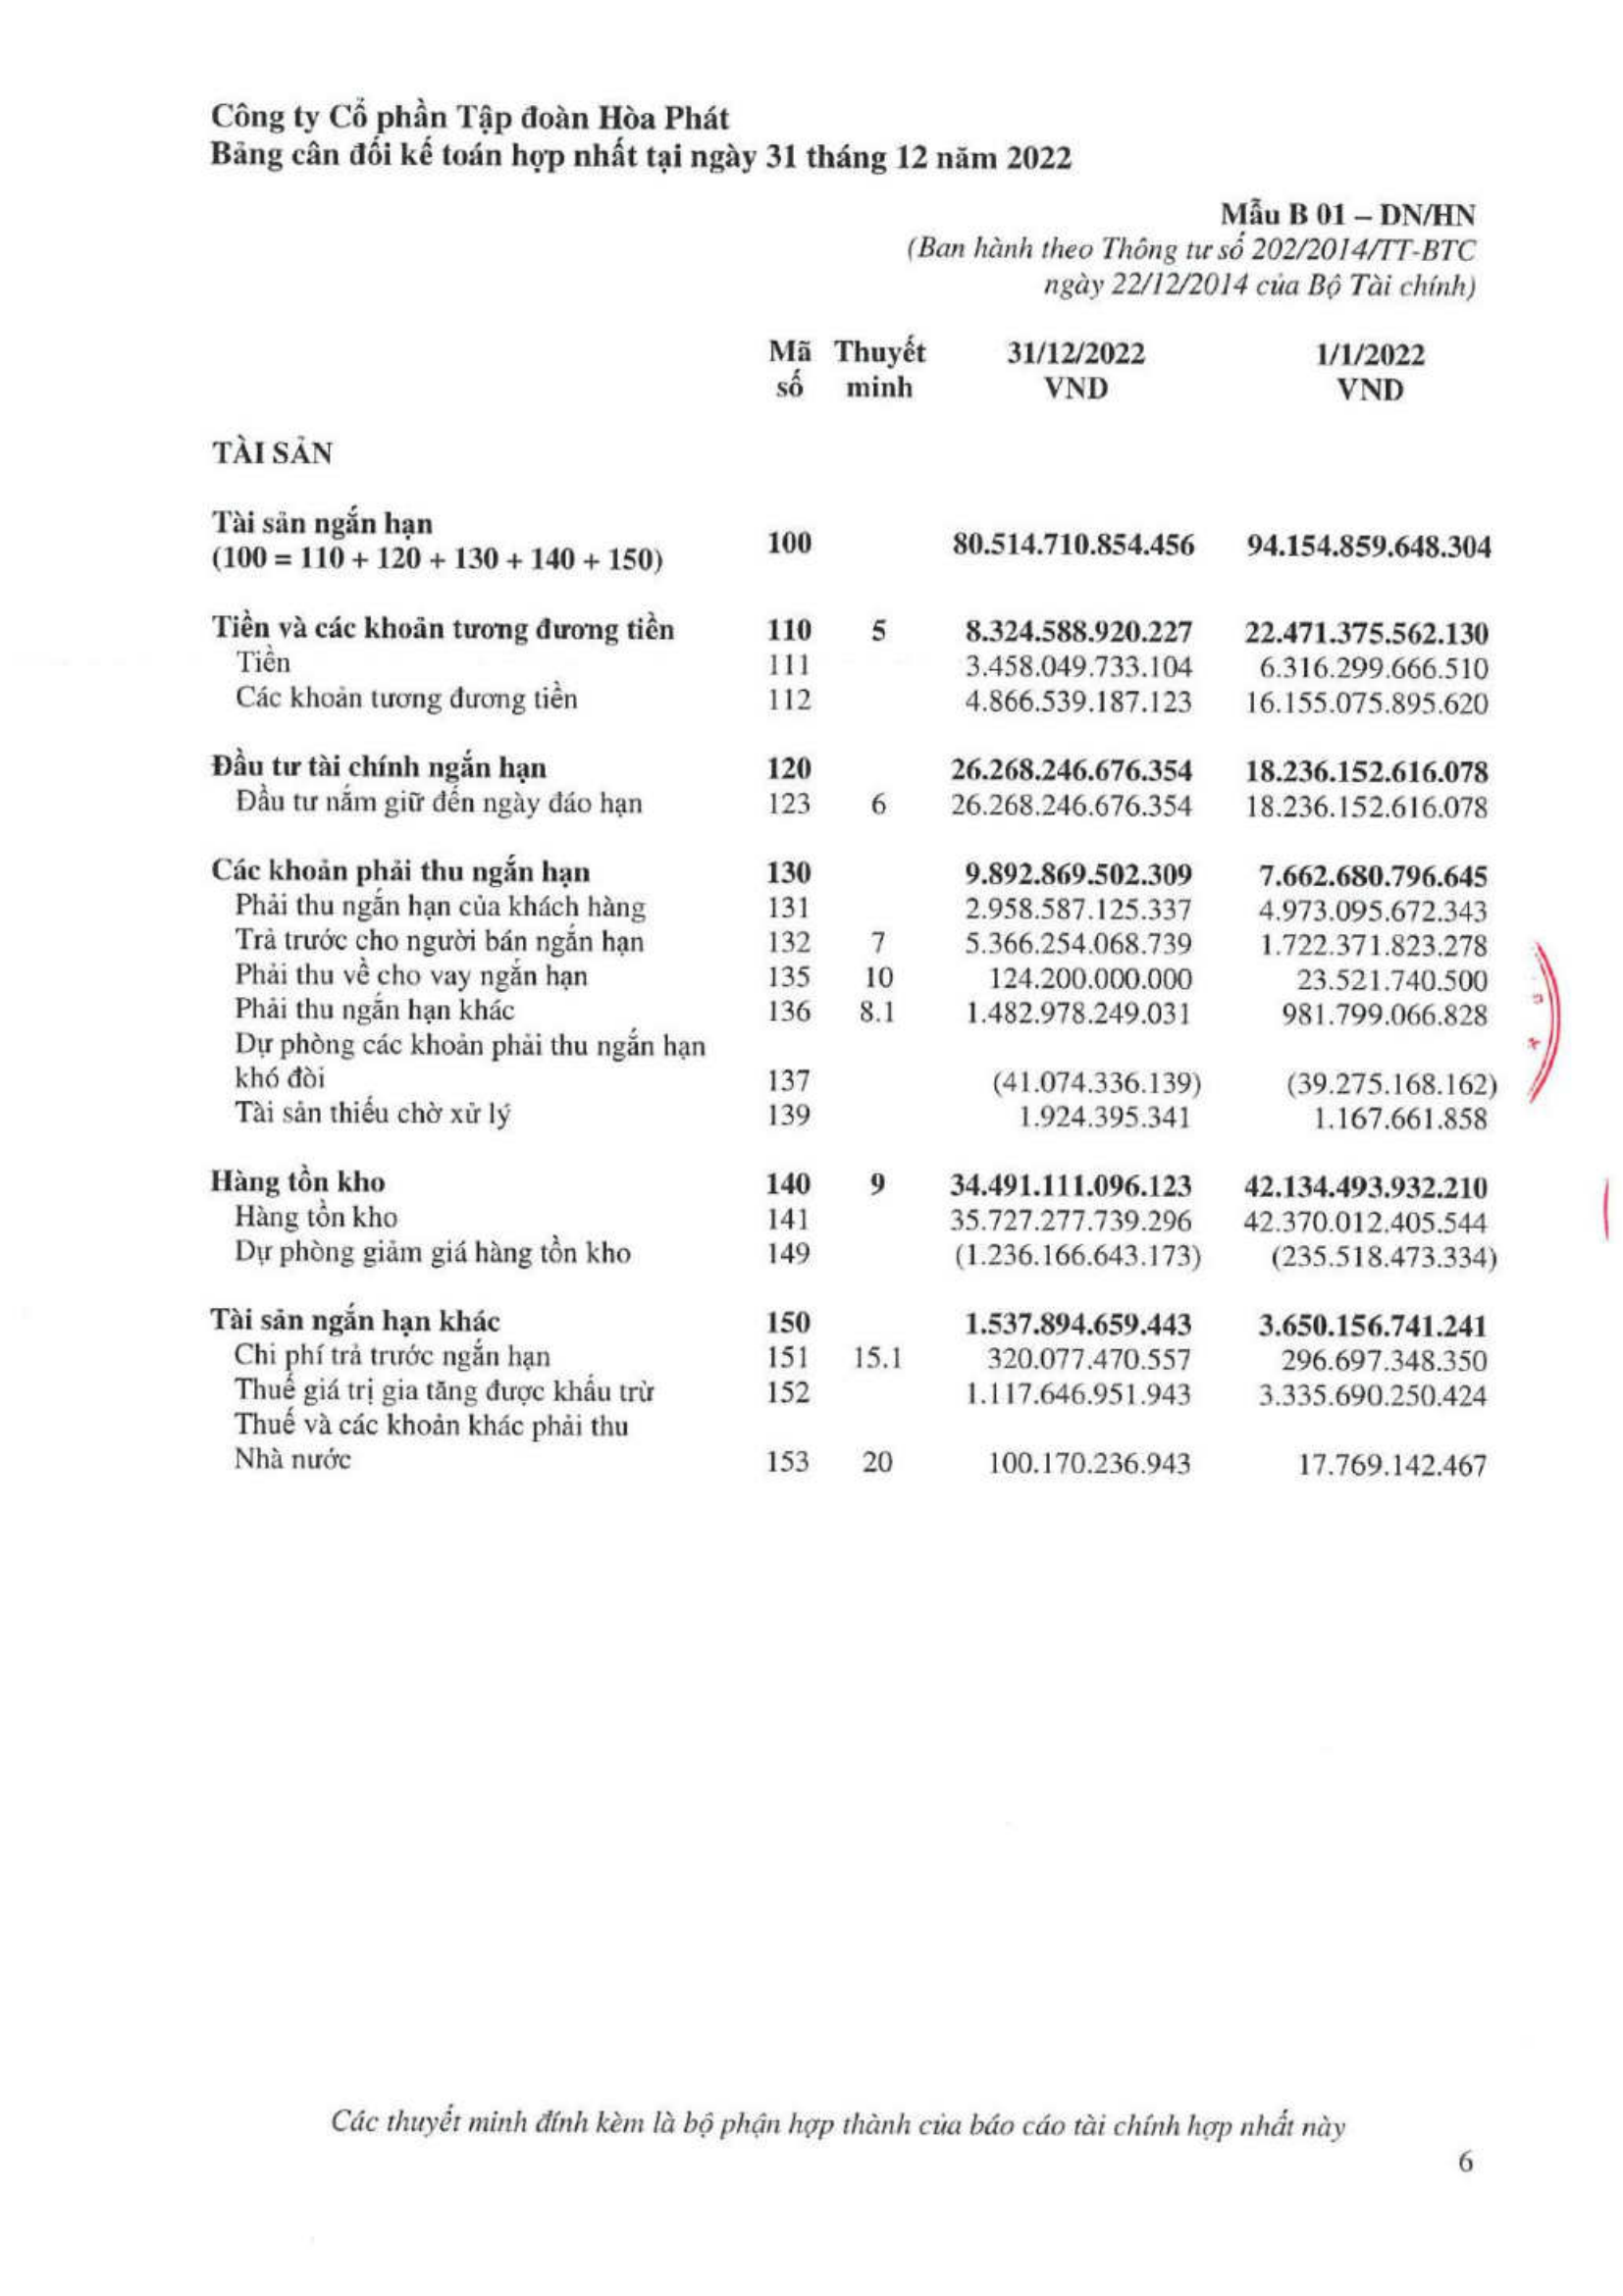 Công ty Cổ phần Tập đoàn Hòa Phát
Bảng cân đối kế toán hợp nhất tại ngày 31 tháng 12 năm 2022
Mẫu B 01 – DN/HN
(Ban hành theo Thông tư số 202/2014/TT-BTC
ngày 22/12/2014 của Bộ Tài chính)
Mã Thuyết 31/12/2022 1/1/2022
số minh VND VND
TÀI SẢN
Tài sản ngắn hạn
(100 = 110 + 120 + 130 + 140 + 150) 100 80.514.710.854.456 94.154.859.648.304
Tiền và các khoản tương đương tiền 110 5 8.324.588.920.227 22.471.375.562.130
Tiền 111 3.458.049.733.104 6.316.299.666.510
Các khoản tương đương tiền 112 4.866.539.187.123 16.155.075.895.620
Đầu tư tài chính ngắn hạn 120 26.268.246.676.354 18.236.152.616.078
Đầu tư nắm giữ đến ngày đáo hạn 123 6 26.268.246.676.354 18.236.152.616.078
Các khoản phải thu ngắn hạn 130 9.892.869.502.309 7.662.680.796.645
Phải thu ngắn hạn của khách hàng 131 2.958.587.125.337 4.973.095.672.343
Trả trước cho người bán ngắn hạn 132 7 5.366.254.068.739 1.722.371.823.278
Phải thu về cho vay ngắn hạn 135 10 124.200.000.000 23.521.740.500
Phải thu ngắn hạn khác 136 8.1 1.482.978.249.031 981.799.066.828
Dự phòng các khoản phải thu ngắn hạn
khó đòi 137 (41.074.336.139) (39.275.168.162)
Tài sản thiếu chờ xử lý 139 1.924.395.341 1.167.661.858
Hàng tồn kho 140 9 34.491.111.096.123 42.134.493.932.210
Hàng tồn kho 141 35.727.277.739.296 42.370.012.405.544
Dự phòng giảm giá hàng tồn kho 149 (1.236.166.643.173) (235.518.473.334)
Tài sản ngắn hạn khác 150 1.537.894.659.443 3.650.156.741.241
Chi phí trả trước ngắn hạn 151 15.1 320.077.470.557 296.697.348.350
Thuế giá trị gia tăng được khấu trừ 152 1.117.646.951.943 3.335.690.250.424
Thuế và các khoản khác phải thu
Nhà nước 153 20 100.170.236.943 17.769.142.467
Các thuyết minh đính kèm là bộ phận hợp thành của báo cáo tài chính hợp nhất này
6